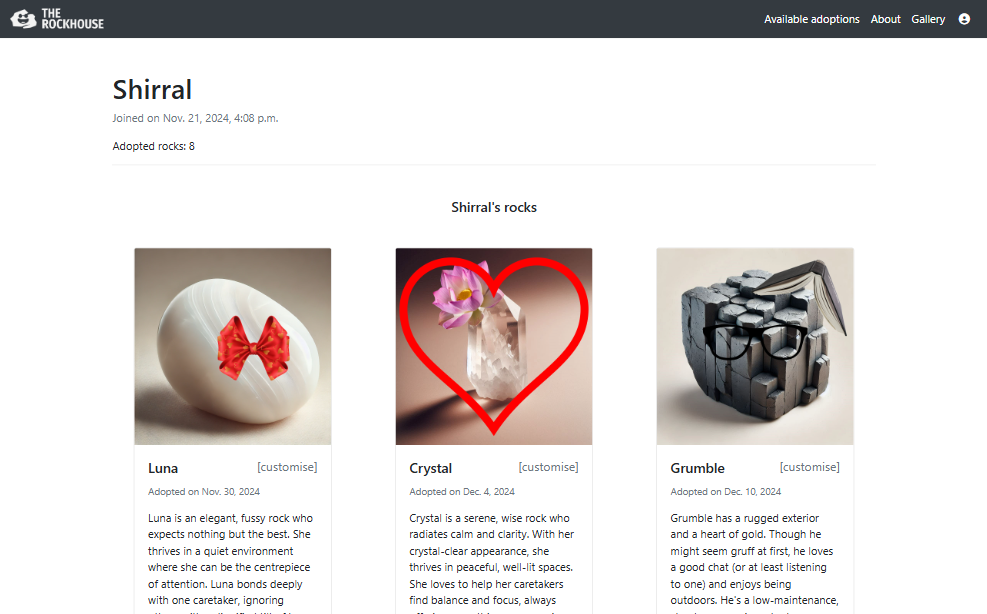 THE
ROCKHOUSE
Available adoptions About Gallery
Shirral
Joined on Nov. 21, 2024, 4:08 p.m.
Adopted rocks: 8
Shirral's rocks
Luna [customise]
Adopted on Nov. 30, 2024
Luna is an elegant, fussy rock who
expects nothing but the best. She
thrives in a quiet environment
where she can be the centrepiece
of attention. Luna bonds deeply
with one caretaker, ignoring
Crystal [customise]
Adopted on Dec. 4, 2024
Crystal is a serene, wise rock who
radiates calm and clarity. With her
crystal-clear appearance, she
thrives in peaceful, well-lit spaces.
She loves to help her caretakers
find balance and focus, always
Grumble [customise]
Adopted on Dec. 10, 2024
Grumble has a rugged exterior
and a heart of gold. Though he
might seem gruff at first, he loves
a good chat (or at least listening
to one) and enjoys being
outdoors. He's a low-maintenance,